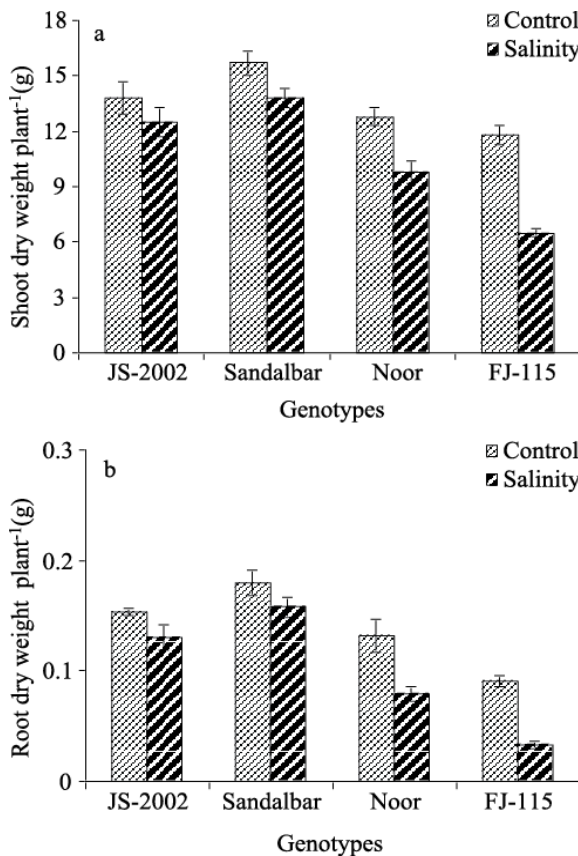 18
15
12
9
6
3
0
a
Control
Salinity
Shoot dry weight plant⁻¹(g)
JS-2002 Sandalbar Noor FJ-115
Genotypes
0.3
0.2
0.1
0
b
Control
Salinity
Root dry weight plant⁻¹(g)
JS-2002 Sandalbar Noor FJ-115
Genotypes